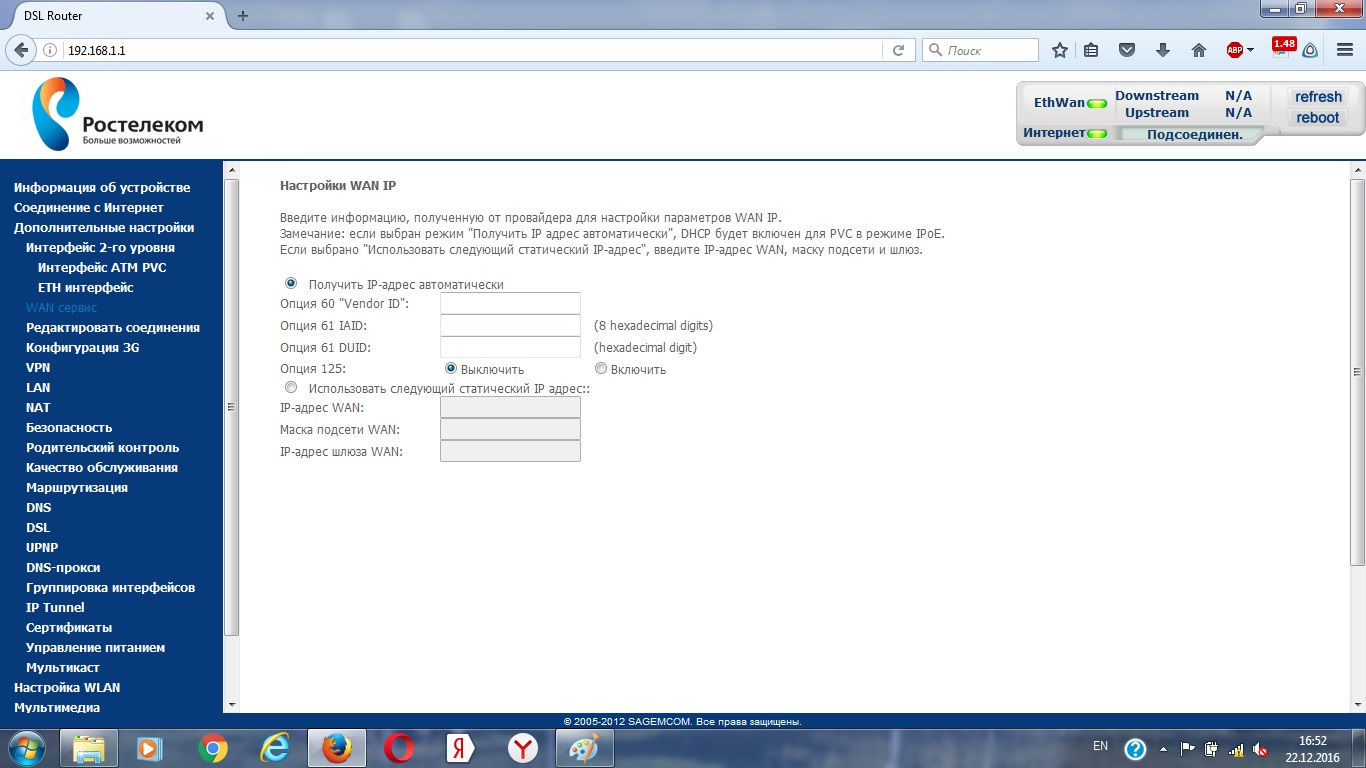 DSL Router
192.168.1.1
Поиск
ABP
1.48
Ростелеком
Больше возможностей
EthWan
Downstream N/A
Upstream N/A
Интернет
Подсоединен.
refresh
reboot
Информация об устройстве
Соединение с Интернет
Дополнительные настройки
Интерфейс 2-го уровня
Интерфейс ATM PVC
ETH интерфейс
WAN сервис
Редактировать соединения
Конфигурация 3G
VPN
LAN
NAT
Безопасность
Родительский контроль
Качество обслуживания
Маршрутизация
DNS
DSL
UPNP
DNS-прокси
Группировка интерфейсов
IP Tunnel
Сертификаты
Управление питанием
Мультикаст
Настройка WLAN
Мультимедиа
Настройки WAN IP
Введите информацию, полученную от провайдера для настройки параметров WAN IP.
Замечание: если выбран режим "Получить IP адрес автоматически", DHCP будет включен для PVC в режиме IPoE.
Если выбрано "Использовать следующий статический IP-адрес", введите IP-адрес WAN, маску подсети и шлюз.
Получить IP-адрес автоматически
Опция 60 "Vendor ID":
Опция 61 IAID: (8 hexadecimal digits)
Опция 61 DUID: (hexadecimal digit)
Опция 125: Выключить Включить
Использовать следующий статический IP адрес::
IP-адрес WAN:
Маска подсети WAN:
IP-адрес шлюза WAN:
© 2005-2012 SAGEMCOM. Все права защищены.
EN
16:52
22.12.2016